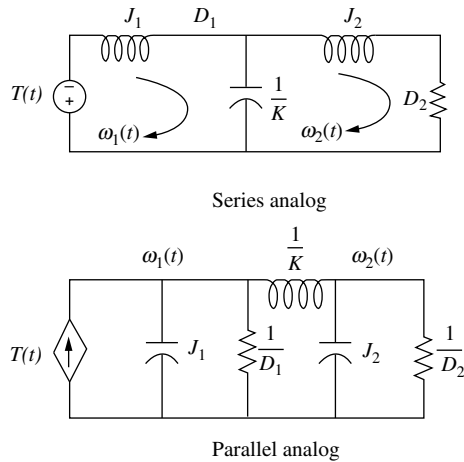 J₁ D₁ J₂
T(t) − + 1/K D₂
ω₁(t) ω₂(t)
Series analog
ω₁(t) 1/K ω₂(t)
T(t) J₁ 1/D₁ J₂ 1/D₂
Parallel analog